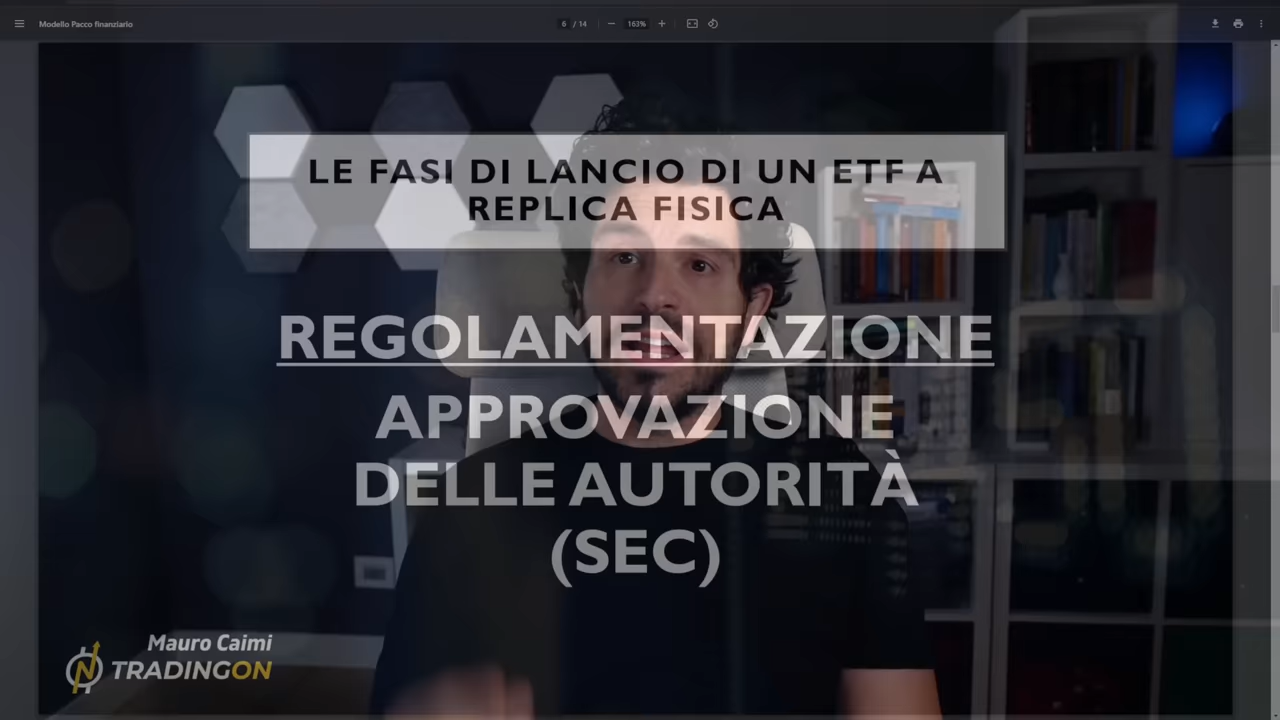 Modello Pacco finanziario
6 / 14
163%
LE FASI DI LANCIO DI UN ETF A
REPLICA FISICA
REGOLAMENTAZIONE
APPROVAZIONE
DELLE AUTORITÀ
(SEC)
Mauro Caimi
TRADINGON